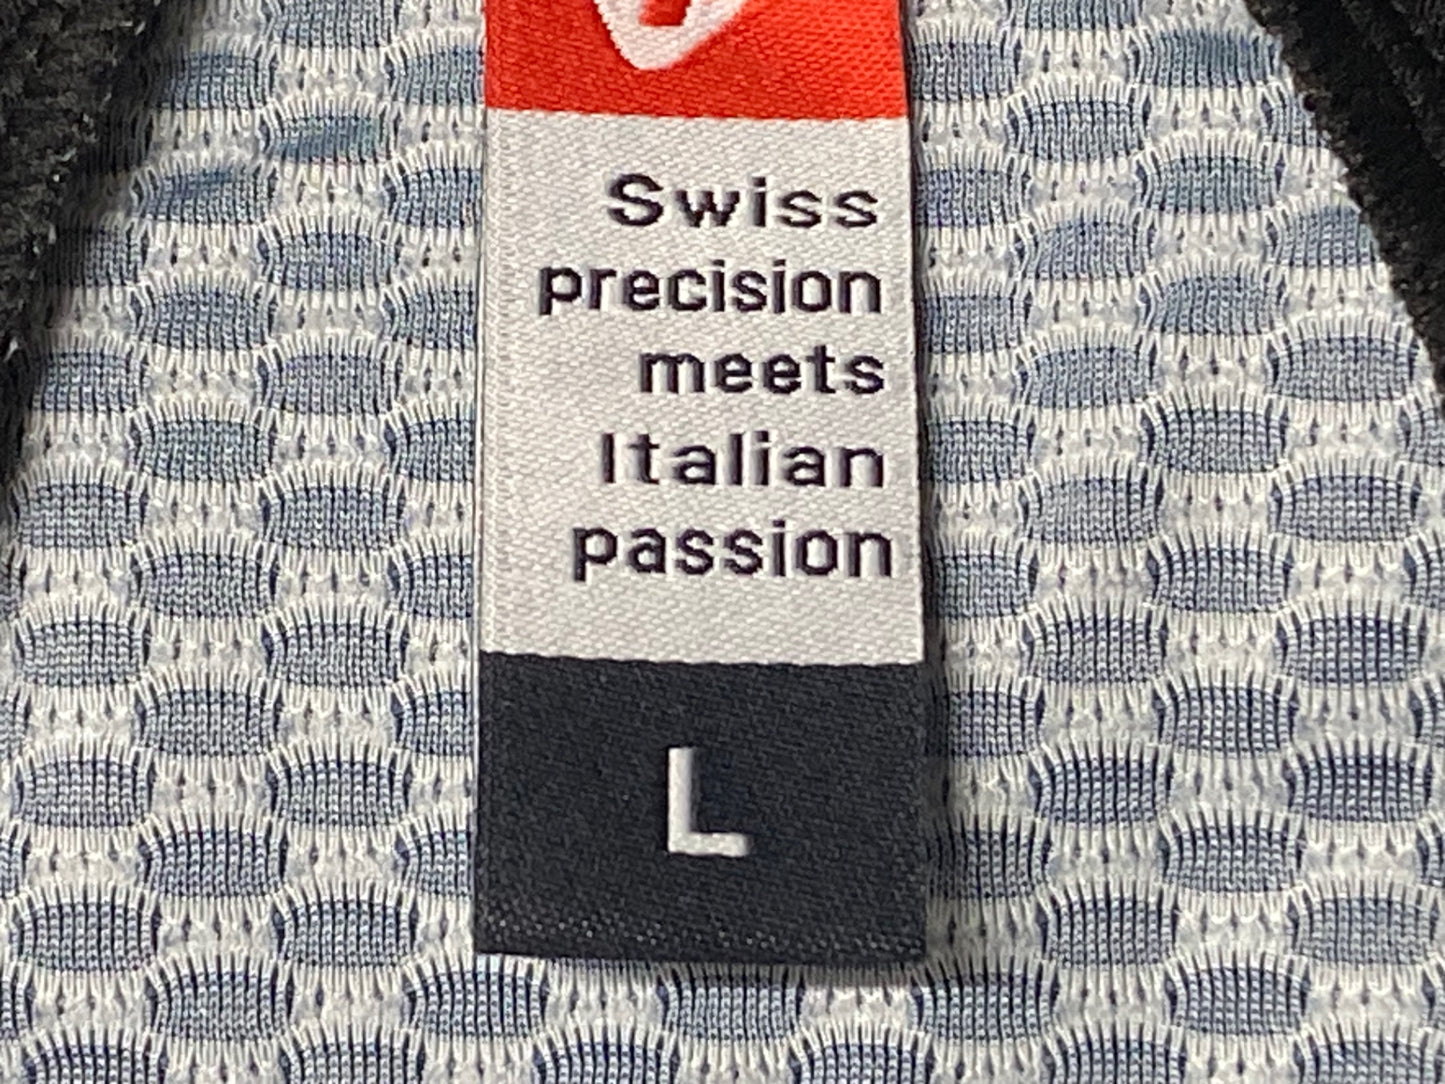 Swiss
precision
meets
Italian
passion
L